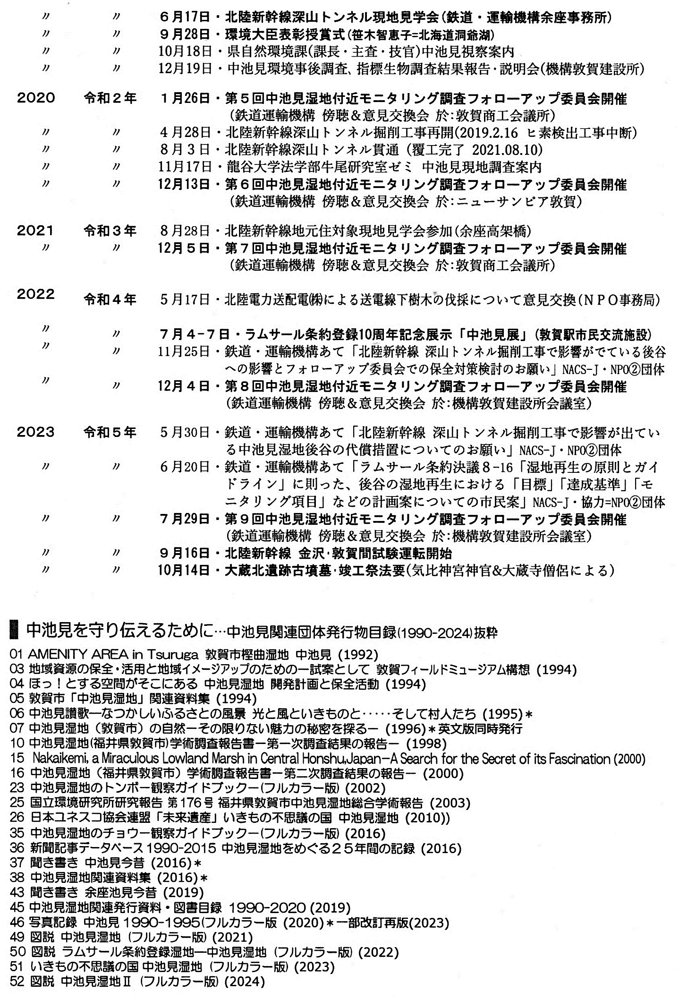 〃 〃 6月17日・北陸新幹線深山トンネル現地見学会(鉄道・運輸機構余座事務所)
〃 〃 9月28日・環境大臣表彰授賞式(笹木智恵子=北海道洞爺湖)
〃 〃 10月18日・県自然環境課(課長・主査・技官)中池見視察案内
〃 〃 12月19日・中池見環境事後調査、指標生物調査結果報告・説明会(機構敦賀建設所)
2020 令和2年 1月26日・第5回中池見湿地付近モニタリング調査フォローアップ委員会開催
(鉄道運輸機構 傍聴&意見交換会 於:敦賀商工会議所)
〃 〃 4月28日・北陸新幹線深山トンネル掘削工事再開(2019.2.16 ヒ素検出工事中断)
〃 〃 8月3日・北陸新幹線深山トンネル貫通(覆工完了 2021.08.10)
〃 〃 11月17日・龍谷大学法学部牛尾研究室ゼミ 中池見現地調査案内
〃 〃 12月13日・第6回中池見湿地付近モニタリング調査フォローアップ委員会開催
(鉄道運輸機構 傍聴&意見交換会 於:ニューサンピア敦賀)
2021 令和3年 8月28日・北陸新幹線地元住対象現地見学会参加(余座高架橋)
〃 〃 12月5日・第7回中池見湿地付近モニタリング調査フォローアップ委員会開催
(鉄道運輸機構 傍聴&意見交換会 於:敦賀商工会議所)
2022 令和4年 5月17日・北陸電力送配電㈱による送電線下樹木の伐採について意見交換(NPO事務局)
〃 〃 7月4-7日・ラムサール条約登録10周年記念展示「中池見展」(敦賀駅市民交流施設)
〃 〃 11月25日・鉄道・運輸機構あて「北陸新幹線 深山トンネル掘削工事で影響がでている後谷
への影響とフォローアップ委員会での保全対策検討のお願い」NACS-J・NPO②団体
〃 〃 12月4日・第8回中池見湿地付近モニタリング調査フォローアップ委員会開催
(鉄道運輸機構 傍聴&意見交換会 於:機構敦賀建設所会議室)
2023 令和5年 5月30日・鉄道・運輸機構あて「北陸新幹線 深山トンネル掘削工事で影響が出てい
る中池見湿地後谷の代償措置についてのお願い」NACS-J・NPO②団体
〃 〃 6月20日・鉄道・運輸機構あて「ラムサール条約決議8-16「湿地再生の原則とガイ
ドライン」に則った、後谷の湿地再生における「目標」「達成基準」「モ
ニタリング項目」などの計画案についての市民案」NACS-J・協力=NPO②団体
〃 〃 7月29日・第9回中池見湿地付近モニタリング調査フォローアップ委員会開催
(鉄道運輸機構 傍聴&意見交換会 於:機構敦賀建設所会議室)
〃 〃 9月16日・北陸新幹線 金沢・敦賀間試験運転開始
〃 〃 10月14日・大蔵北遺跡古墳墓・竣工祭法要(気比神宮神官&大蔵寺僧侶による)
中池見を守り伝えるために…中池見関連団体発行物目録(1990-2024)抜粋
01 AMENITY AREA in Tsuruga 敦賀市樫曲湿地 中池見 (1992)
03 地域資源の保全・活用と地域イメージアップのための一試案として 敦賀フィールドミュージアム構想 (1994)
04 ほっ!とする空間がそこにある 中池見湿地 開発計画と保全活動 (1994)
05 敦賀市「中池見湿地」関連資料集 (1994)
06 中池見讃歌―なつかしいふるさとの風景 光と風といきものと‥‥‥そして村人たち (1995)*
07 中池見湿地(敦賀市)の自然ーその限りない魅力の秘密を探るー (1996)*英文版同時発行
10 中池見湿地(福井県敦賀市)学術調査報告書ー第一次調査結果の報告ー (1998)
15 Nakaikemi, a Miraculous Lowland Marsh in Central Honshu,Japan−A Search for the Secret of its Fascination (2000)
16 中池見湿地(福井県敦賀市)学術調査報告書ー第二次調査結果の報告ー (2000)
23 中池見湿地のトンボー観察ガイドブックー(フルカラー版) (2002)
25 国立環境研究所研究報告 第176号 福井県敦賀市中池見湿地総合学術報告 (2003)
26 日本ユネスコ協会連盟「未来遺産」いきもの不思議の国 中池見湿地 (2010))
35 中池見湿地のチョウー観察ガイドブックー(フルカラー版) (2016)
36 新聞記事データベース1990-2015 中池見湿地をめぐる25年間の記録 (2016)
37 聞き書き 中池見今昔 (2016)*
38 中池見湿地関連資料集 (2016)*
43 聞き書き 余座池見今昔 (2019)
45 中池見湿地関連発行資料・図書目録 1990-2020 (2019)
46 写真記録 中池見 1990-1995(フルカラー版 (2020)*一部改訂再版(2023)
49 図説 中池見湿地 (フルカラー版) (2021)
50 図説 ラムサール条約登録湿地―中池見湿地 (フルカラー版) (2022)
51 いきもの不思議の国 中池見湿地 (フルカラー版) (2023)
52 図説 中池見湿地Ⅱ (フルカラー版) (2024)